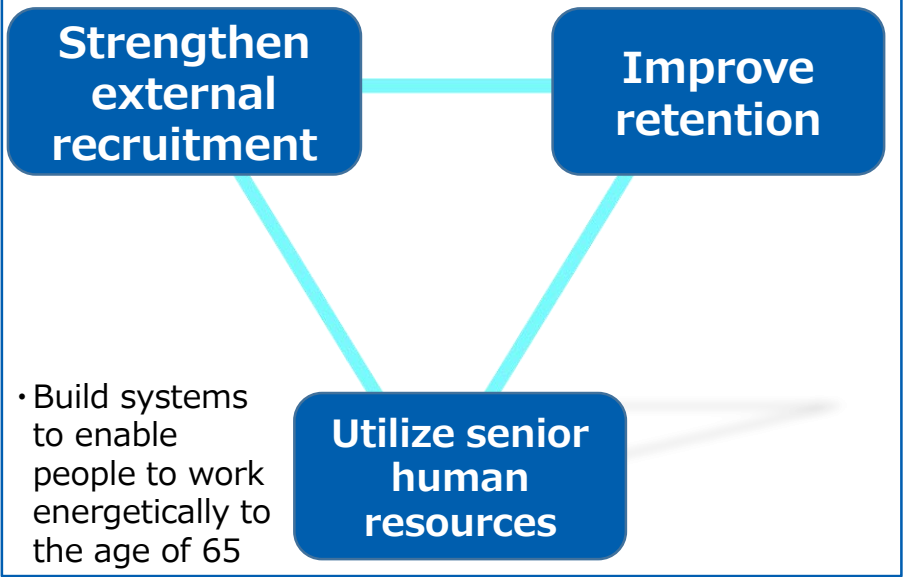 Strengthen
external
recruitment
Improve
retention
・Build systems
to enable
people to work
energetically to
the age of 65
Utilize senior
human
resources